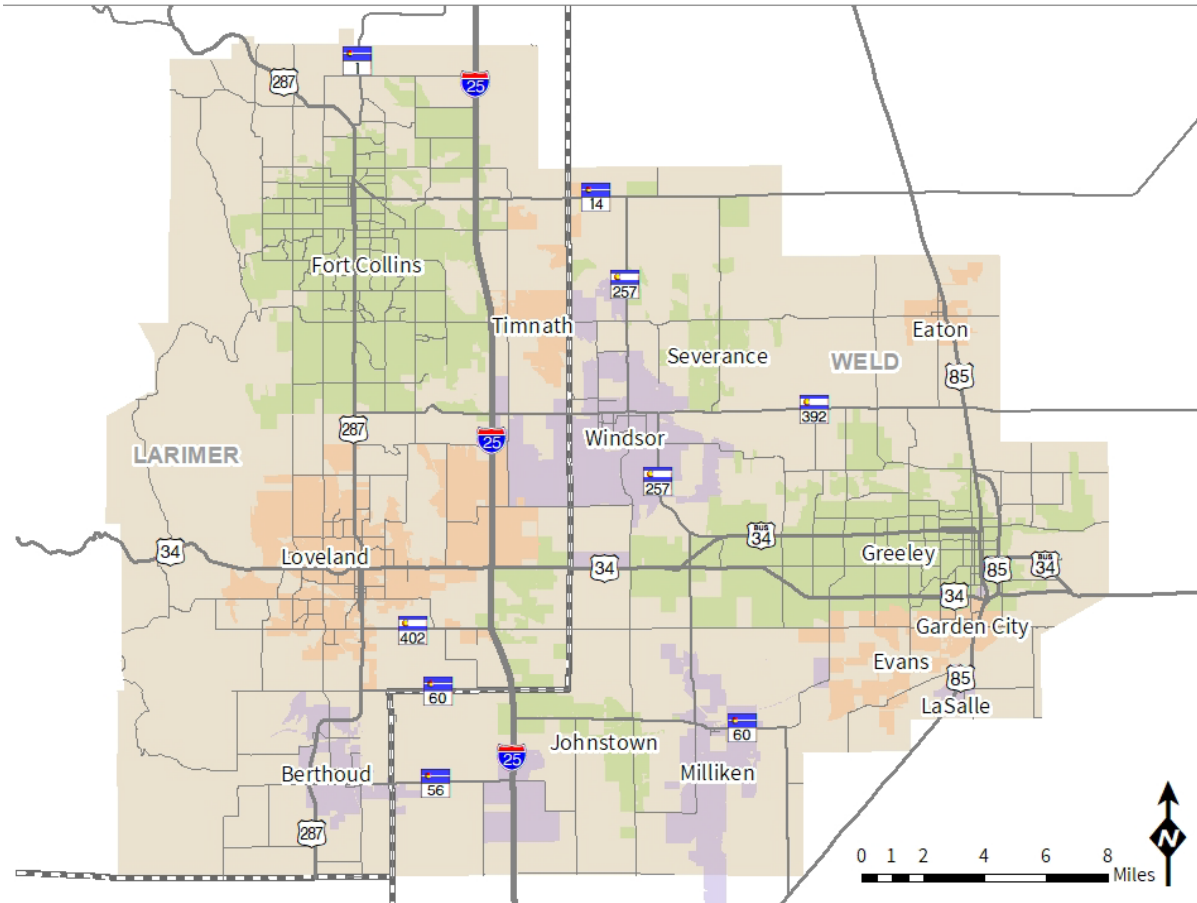 1
287
25
14
Fort Collins
257
Timnath
Eaton
Severance
WELD
85
392
287
25
Windsor
LARIMER
257
BUS
34
34
Loveland
34
Greeley
85
BUS
34
34
402
Garden City
Evans
85
60
LaSalle
60
Johnstown
25
Berthoud
56
Milliken
287
N
0 1 2 4 6 8
Miles